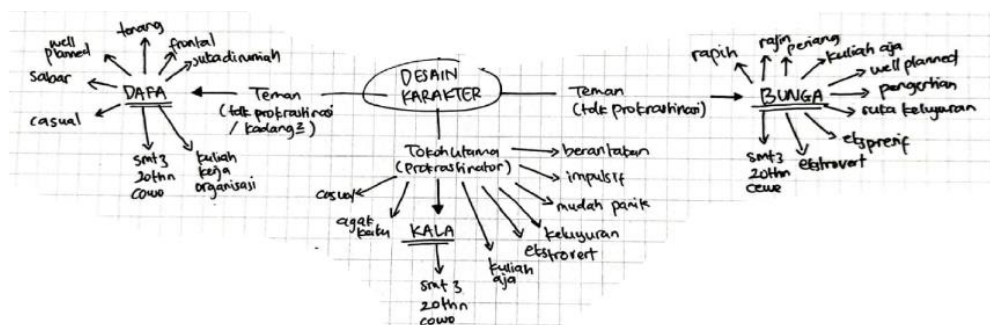 DESAIN
KARAKTER
Teman
(tdk prokrastinasi
/ kadang2)
DAFA
tenang
well
planned
frontal
suka dirumah
sabar
casual
smt 3
20thn
cowo
kuliah
kerja
organisasi
Tokoh utama
(prokrastinator)
casual
agak
KALA
smt 3
20thn
cowo
kuliah
aja
ekstrovert
keluyuran
mudah panik
impulsif
berantakan
Teman
(tdk prokrastinasi)
BUNGA
rapih
rajin
periang
kuliah aja
well planned
pengertian
suka keluyuran
ekspresif
ekstrovert
smt 3
20thn
cewe